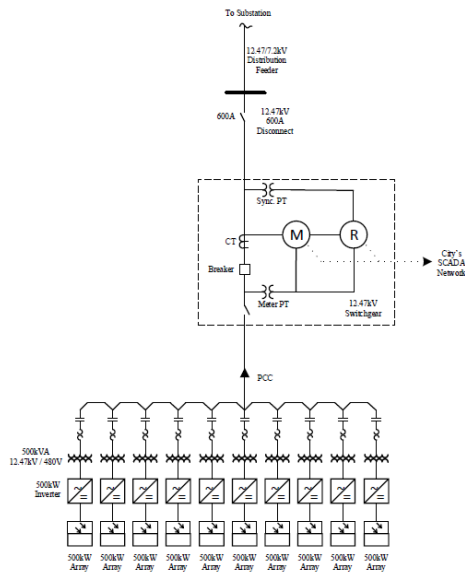 To Substation
12.47/7.2kV
Distribution
Feeder
600A
12.47kV
600A
Disconnect
Sync. PT
CT
M
R
Breaker
City's
SCADA
Network
Meter PT
12.47kV
Switchgear
PCC
500kVA
12.47kV / 480V
500kW
Inverter
500kW 500kW 500kW 500kW 500kW 500kW 500kW 500kW 500kW 500kW
Array Array Array Array Array Array Array Array Array Array